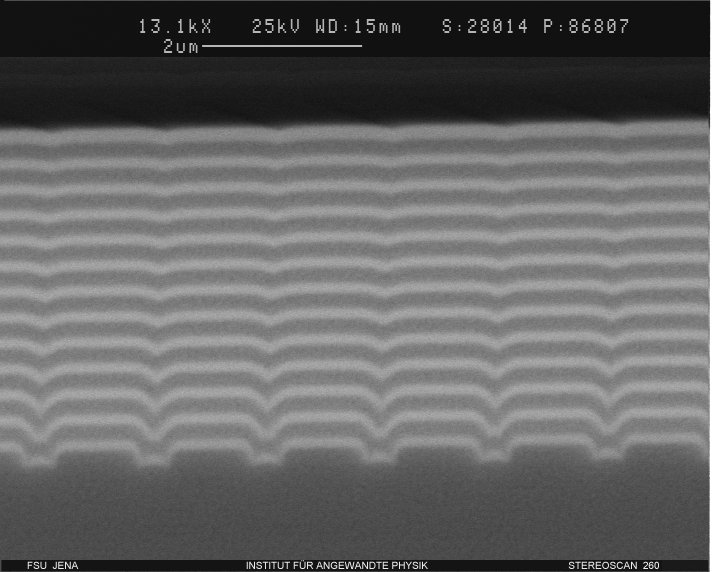 13.1kX 25kV WD:15mm S:28014 P:86807
2um
FSU JENA INSTITUT FÜR ANGEWANDTE PHYSIK STEREOSCAN 260